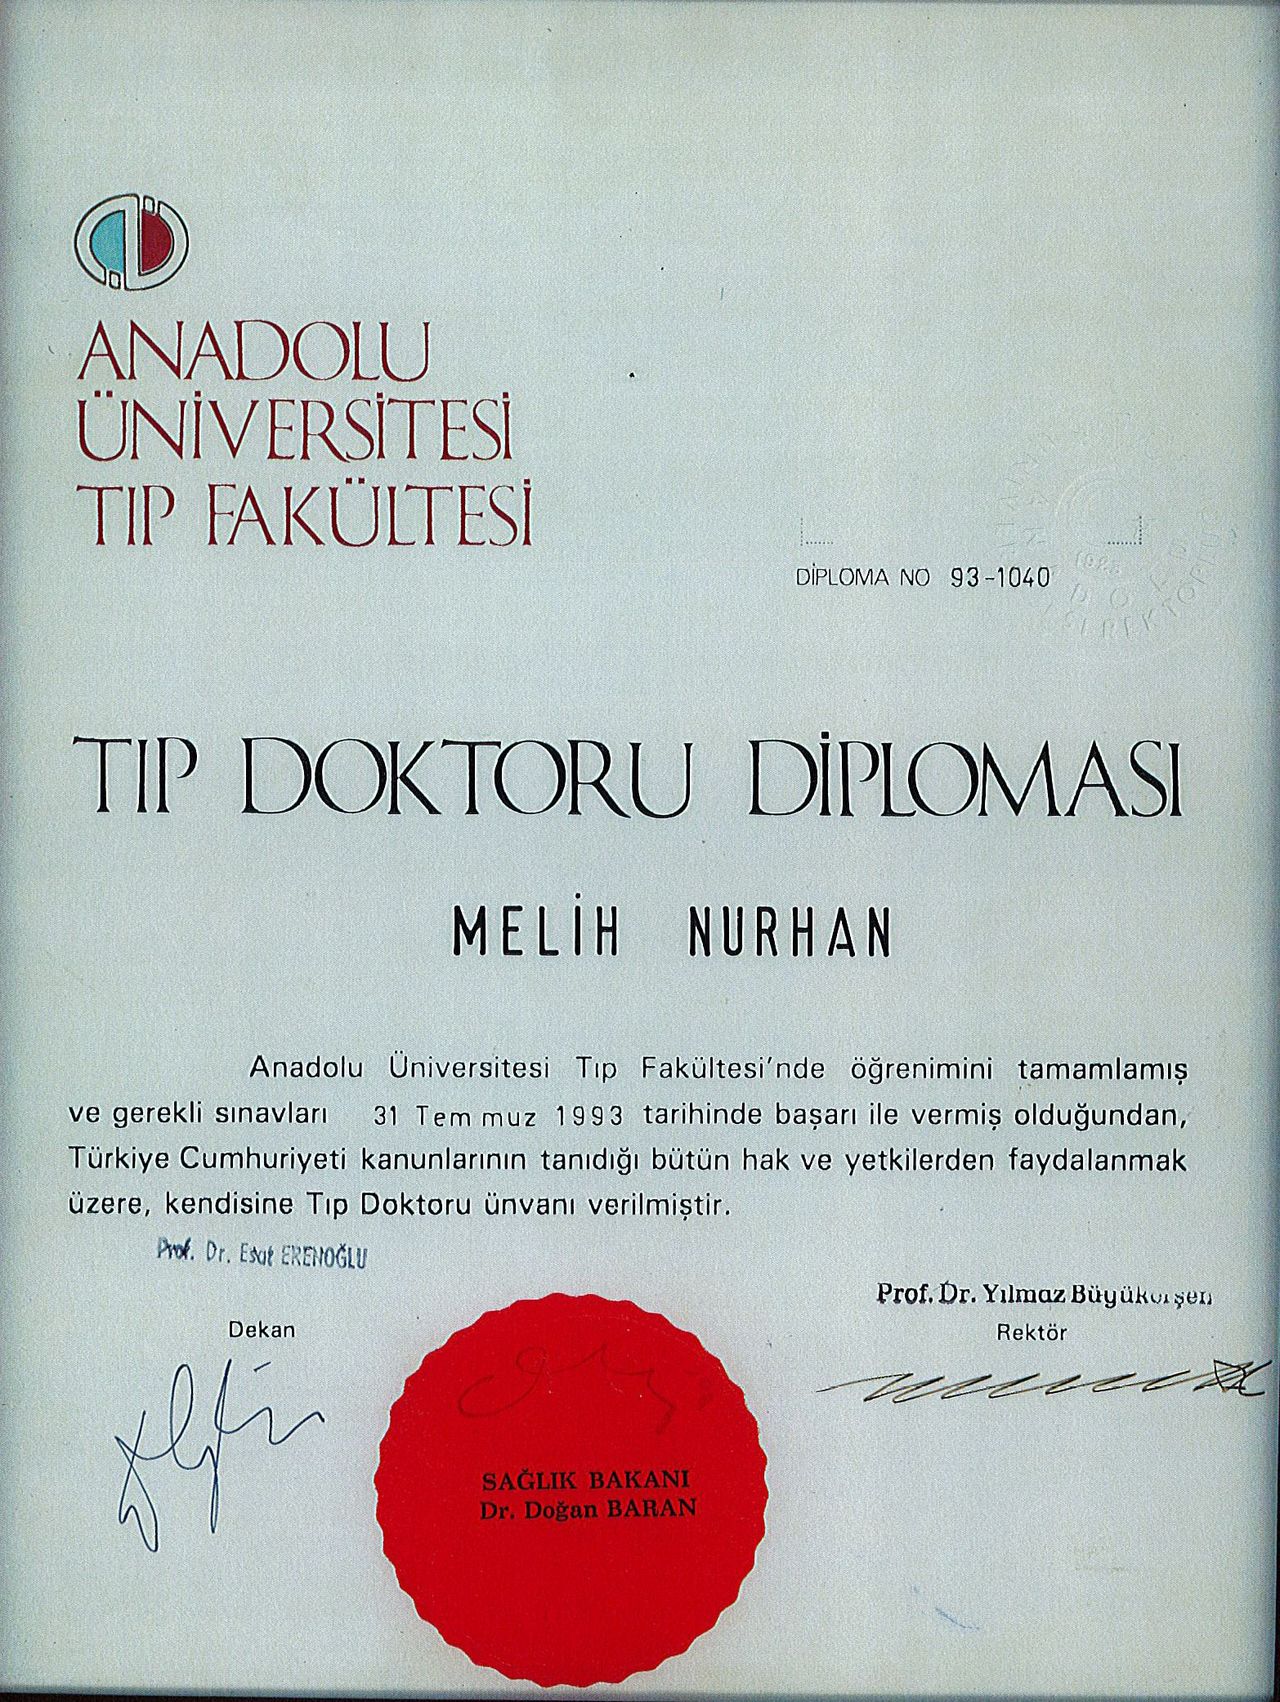 ANADOLU
ÜNİVERSİTESİ
TIP FAKÜLTESİ
DİPLOMA NO 93-1040
TIP DOKTORU DİPLOMASI
MELİH NURHAN
Anadolu Üniversitesi Tıp Fakültesi'nde öğrenimini tamamlamış
ve gerekli sınavları 31 Temmuz 1993 tarihinde başarı ile vermiş olduğundan,
Türkiye Cumhuriyeti kanunlarının tanıdığı bütün hak ve yetkilerden faydalanmak
üzere, kendisine Tıp Doktoru ünvanı verilmiştir.
Prof. Dr. Esat ERENOĞLU
Dekan
Prof. Dr. Yılmaz Büyükerşen
Rektör
SAĞLIK BAKANI
Dr. Doğan BARAN